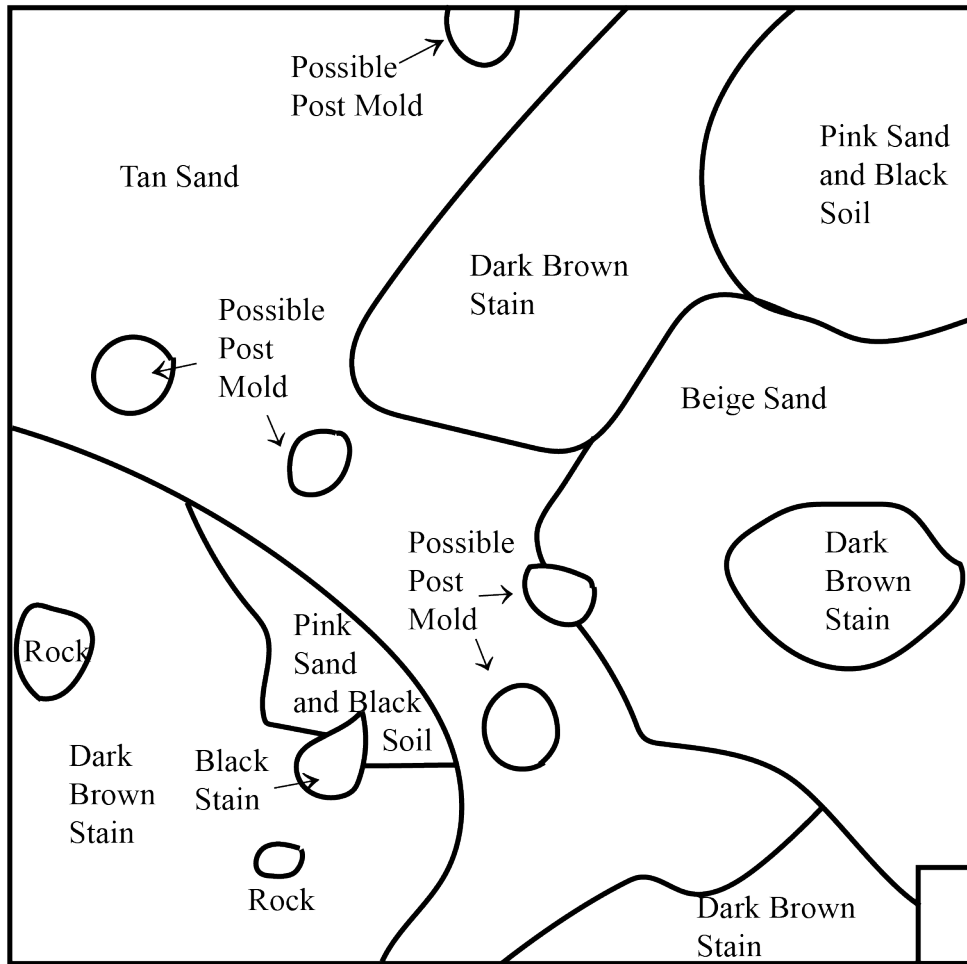 Possible
Post Mold
Tan Sand
Pink Sand
and Black
Soil
Dark Brown
Stain
Possible
Post
Mold
Beige Sand
Possible
Post
Mold
Dark
Brown
Stain
Rock
Pink
Sand
and Black
Soil
Dark
Brown
Stain
Black
Stain
Rock
Dark Brown
Stain